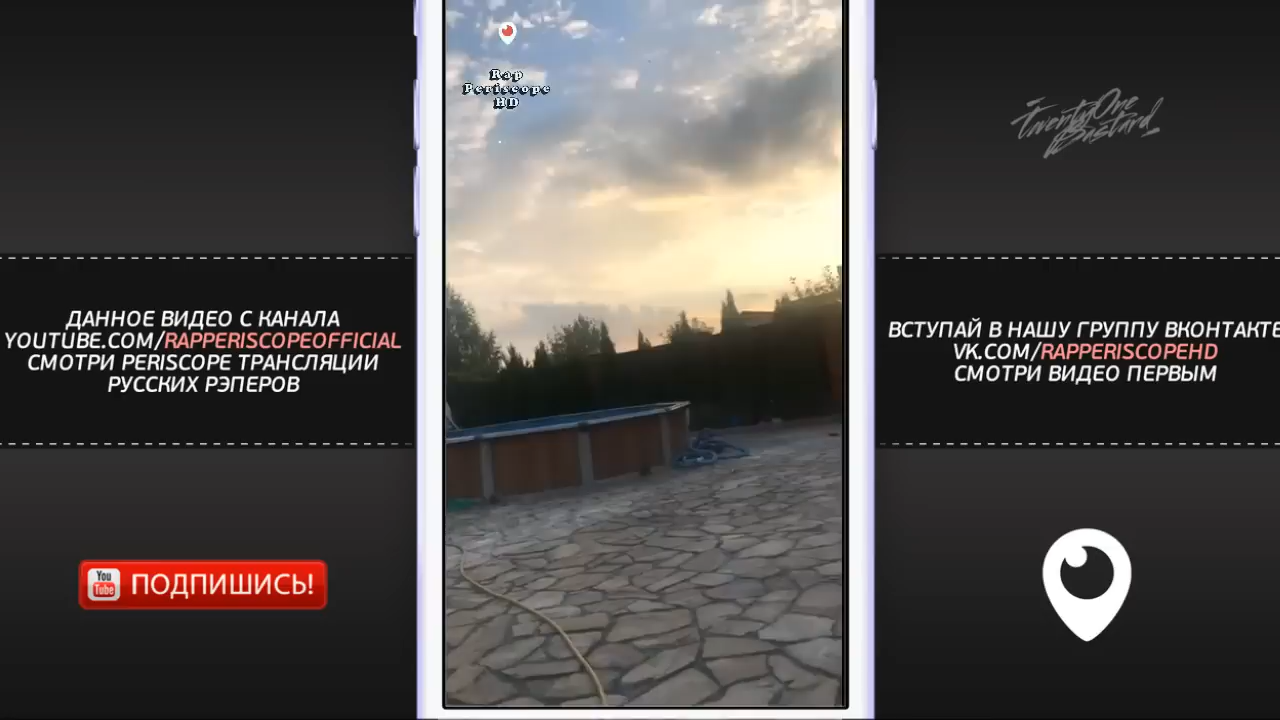 Rap
Periscope
HD
TwentyOne
Bastard
ДАННОЕ ВИДЕО С КАНАЛА
YOUTUBE.COM/RAPPERISCOPEOFFICIAL
СМОТРИ PERISCOPE ТРАНСЛЯЦИИ
РУССКИХ РЭПЕРОВ
ВСТУПАЙ В НАШУ ГРУППУ ВКОНТАКТЕ
VK.COM/RAPPERISCOPEHD
СМОТРИ ВИДЕО ПЕРВЫМ
You
Tube
ПОДПИШИСЬ!